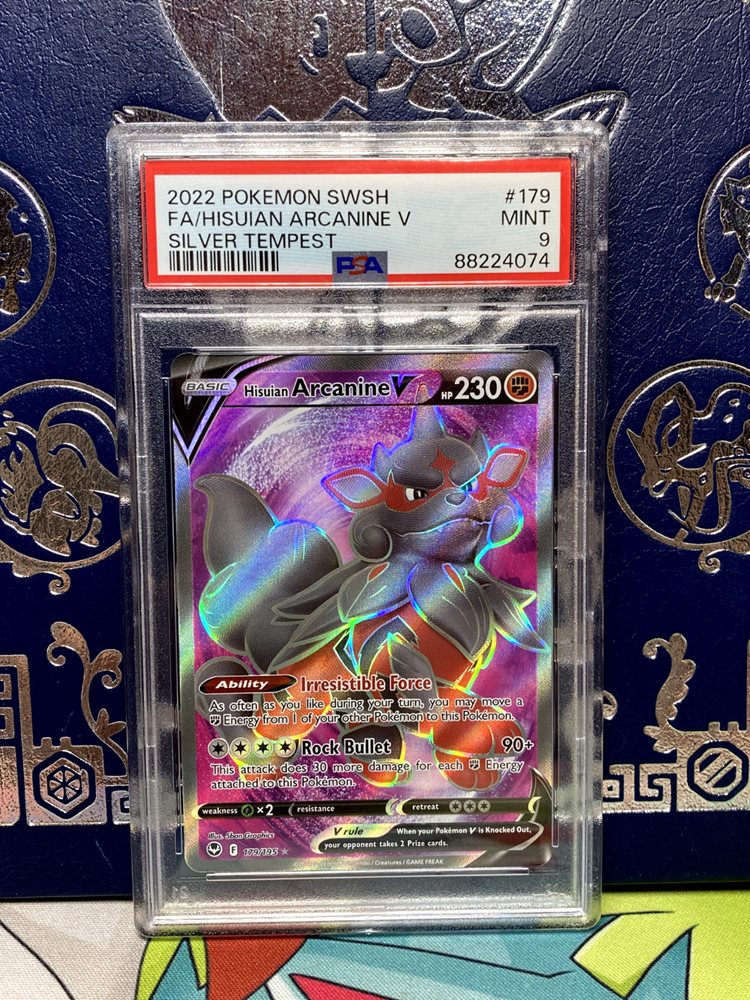 2022 POKEMON SWSH #179
FA/HISUIAN ARCANINE V MINT
SILVER TEMPEST 9
PSA 88224074
BASIC Hisuian Arcanine V HP 230
Ability Irresistible Force
As often as you like during your turn, you may move a
Energy from 1 of your other Pokémon to this Pokémon.
Rock Bullet 90+
This attack does 30 more damage for each Energy
attached to this Pokémon.
weakness ×2 resistance retreat
Illus. 5ban Graphics
V rule When your Pokémon V is Knocked Out,
your opponent takes 2 Prize cards.
F 179/195
/ Creatures / GAME FREAK